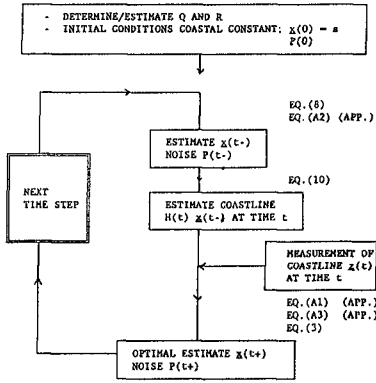 - DETERMINE/ESTIMATE Q AND R
- INITIAL CONDITIONS COASTAL CONSTANT: x(0) = a
P(0)
EQ.(8)
EQ.(A2) (APP.)
ESTIMATE x(t-)
NOISE P(t-)
EQ.(10)
NEXT
TIME STEP
ESTIMATE COASTLINE
H(t) x(t-) AT TIME t
MEASUREMENT OF
COASTLINE z(t)
AT TIME t
EQ.(A1) (APP.)
EQ.(A3) (APP.)
EQ.(3)
OPTIMAL ESTIMATE x(t+)
NOISE P(t+)